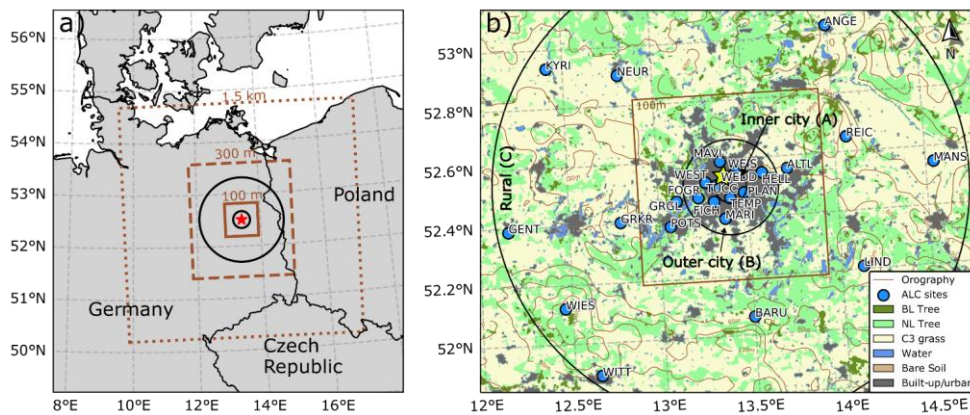 a
56°N
55°N
54°N
53°N
52°N
51°N
50°N
8°E
10°E
12°E
14°E
16°E
1.5 km
300 m
100 m
Poland
Germany
Czech
Republic
b)
53°N
52.8°N
52.6°N
52.4°N
52.2°N
52°N
12°E
12.5°E
13.0°E
13.5°E
14.0°E
14.5°E
N
100m
Rural (C)
Inner city (A)
Outer city (B)
ANGE
KYRI
NEUR
REIC
MANS
MAVI
WEIS
ALTL
WEST
WEDD
HELL
FOGR
TUCC
PLAN
GRGL
FICH
TEMP
GRKR
POTS
MARI
GENT
LIND
WIES
BARU
WITT
Orography
ALC sites
BL Tree
NL Tree
C3 grass
Water
Bare Soil
Built-up/urban